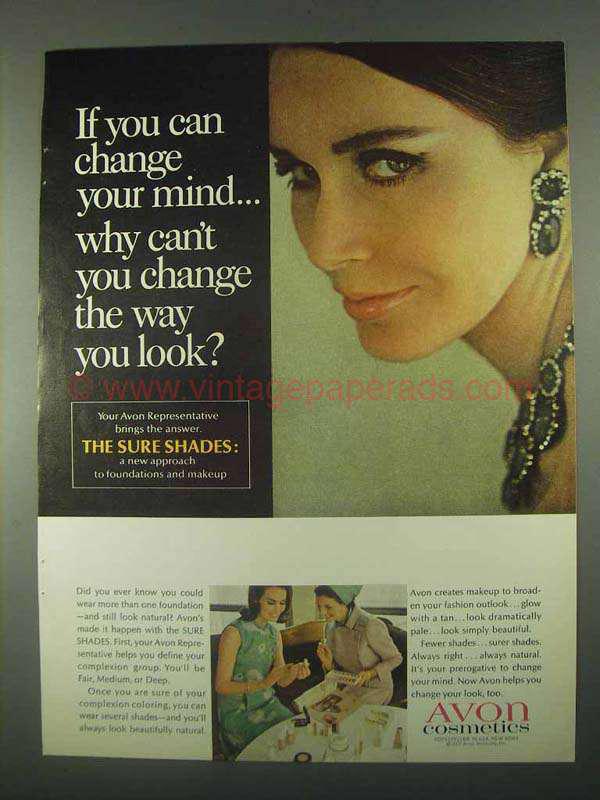 If you can
change
your mind...
why can't
you change
the way
you look?
© www.vintagepaperads.com
Your Avon Representative
brings the answer.
THE SURE SHADES:
a new approach
to foundations and makeup
Did you ever know you could
wear more than one foundation
—and still look natural? Avon's
made it happen with the SURE
SHADES. First, your Avon Repre-
sentative helps you define your
complexion group. You'll be
Fair, Medium, or Deep.
Once you are sure of your
complexion coloring, you can
wear several shades—and you'll
always look beautifully natural.
Avon creates makeup to broad-
en your fashion outlook... glow
with a tan... look dramatically
pale... look simply beautiful.
Fewer shades... surer shades.
Always right... always natural.
It's your prerogative to change
your mind. Now Avon helps you
change your look, too.
AVON
cosmetics
ROCKEFELLER PLAZA, NEW YORK